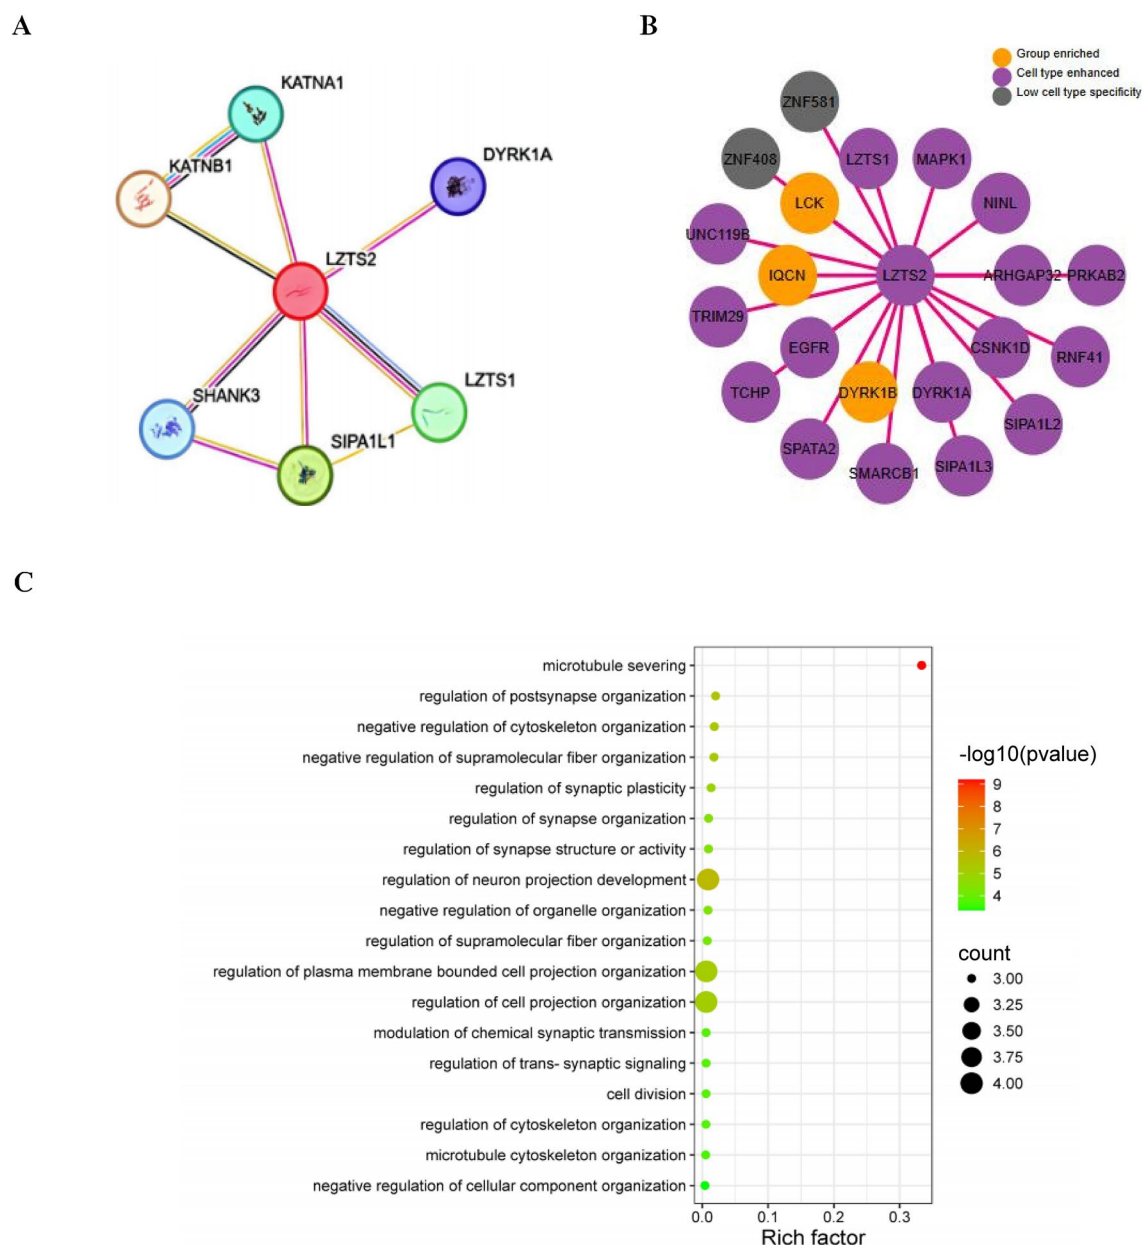 A
KATNA1
KATNB1
DYRK1A
LZTS2
LZTS1
SHANK3
SIPA1L1
B
Group enriched
Cell type enhanced
Low cell type specificity
ZNF581
ZNF408
LZTS1
MAPK1
LCK
NINL
UNC119B
IQCN
LZTS2
ARHGAP32
PRKAB2
TRIM29
EGFR
CSNK1D
RNF41
TCHP
DYRK1B
DYRK1A
SIPA1L2
SPATA2
SMARCB1
SIPA1L3
C
microtubule severing
regulation of postsynapse organization
negative regulation of cytoskeleton organization
negative regulation of supramolecular fiber organization
regulation of synaptic plasticity
regulation of synapse organization
regulation of synapse structure or activity
regulation of neuron projection development
negative regulation of organelle organization
regulation of supramolecular fiber organization
regulation of plasma membrane bounded cell projection organization
regulation of cell projection organization
modulation of chemical synaptic transmission
regulation of trans- synaptic signaling
cell division
regulation of cytoskeleton organization
microtubule cytoskeleton organization
negative regulation of cellular component organization
0.0 0.1 0.2 0.3
Rich factor
-log10(pvalue)
9
8
7
6
5
4
count
3.00
3.25
3.50
3.75
4.00